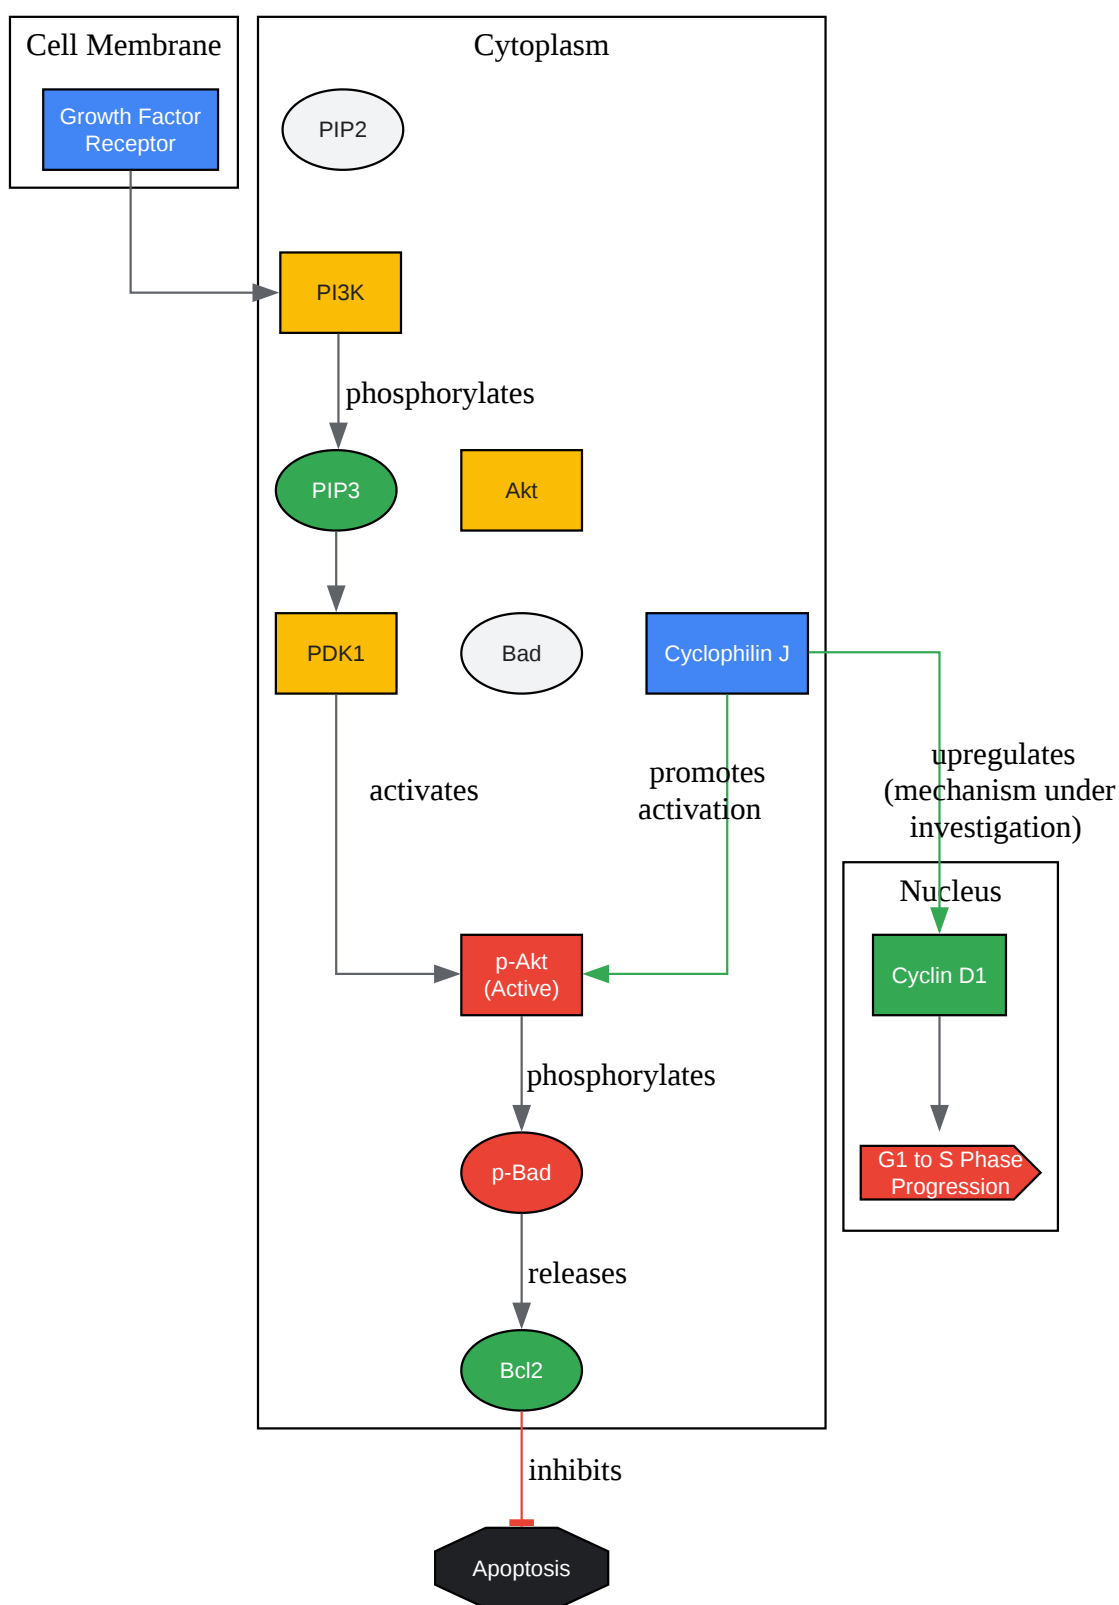 Cell Membrane
Cytoplasm
Growth Factor
Receptor
PIP2
PI3K
phosphorylates
PIP3
Akt
PDK1
Bad
Cyclophilin J
activates
promotes
activation
upregulates
(mechanism under
investigation)
Nucleus
p-Akt
(Active)
Cyclin D1
phosphorylates
p-Bad
G1 to S Phase
Progression
releases
Bcl2
inhibits
Apoptosis